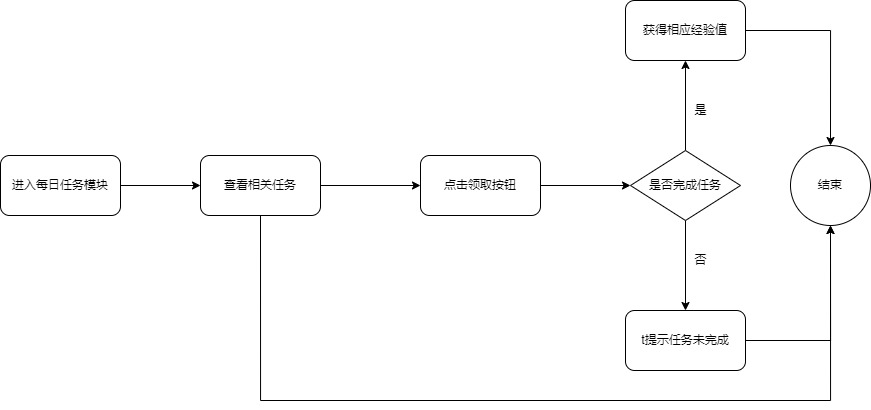 获得相应经验值
是
进入每日任务模块
查看相关任务
点击领取按钮
是否完成任务
结束
否
t提示任务未完成